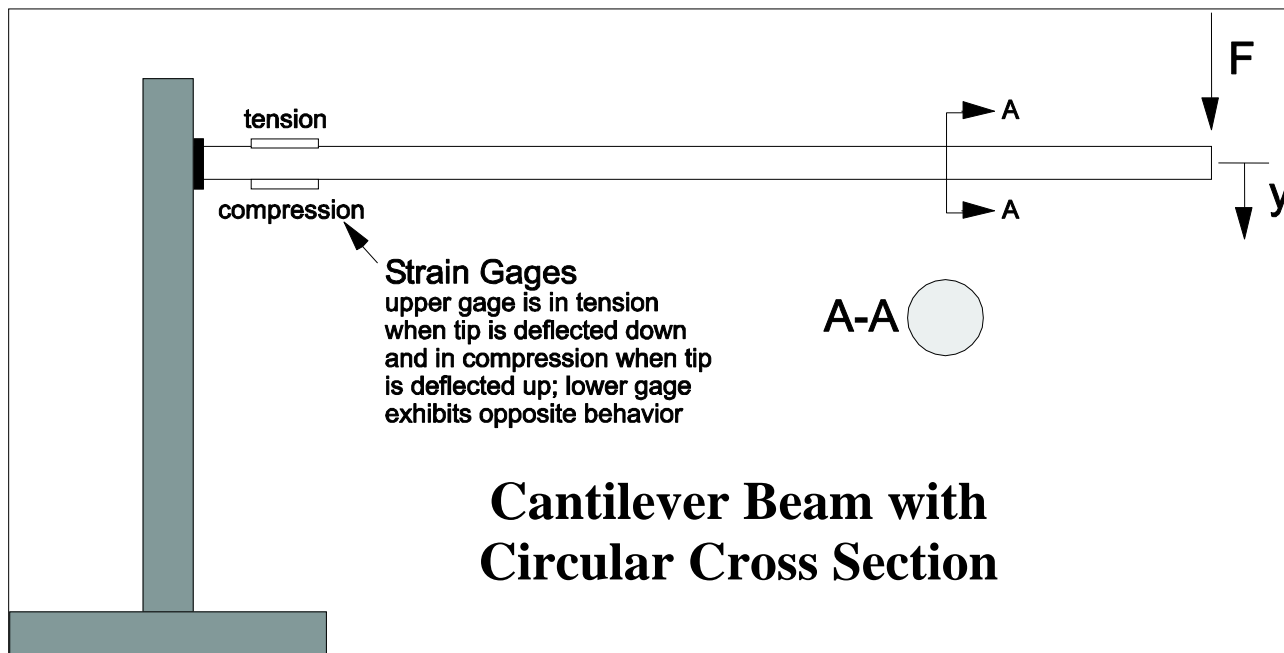 F
tension
A
y
compression
A
Strain Gages
upper gage is in tension
when tip is deflected down
and in compression when tip
is deflected up; lower gage
exhibits opposite behavior
A-A
Cantilever Beam with
Circular Cross Section